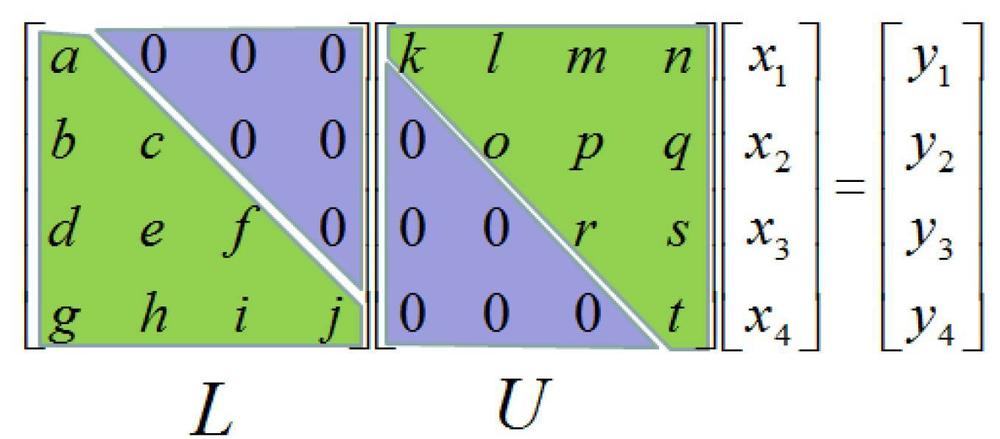 a 0 0 0 k l m n x₁ y₁
b c 0 0 0 o p q x₂ y₂
=
d e f 0 0 0 r s x₃ y₃
g h i j 0 0 0 t x₄ y₄
L U